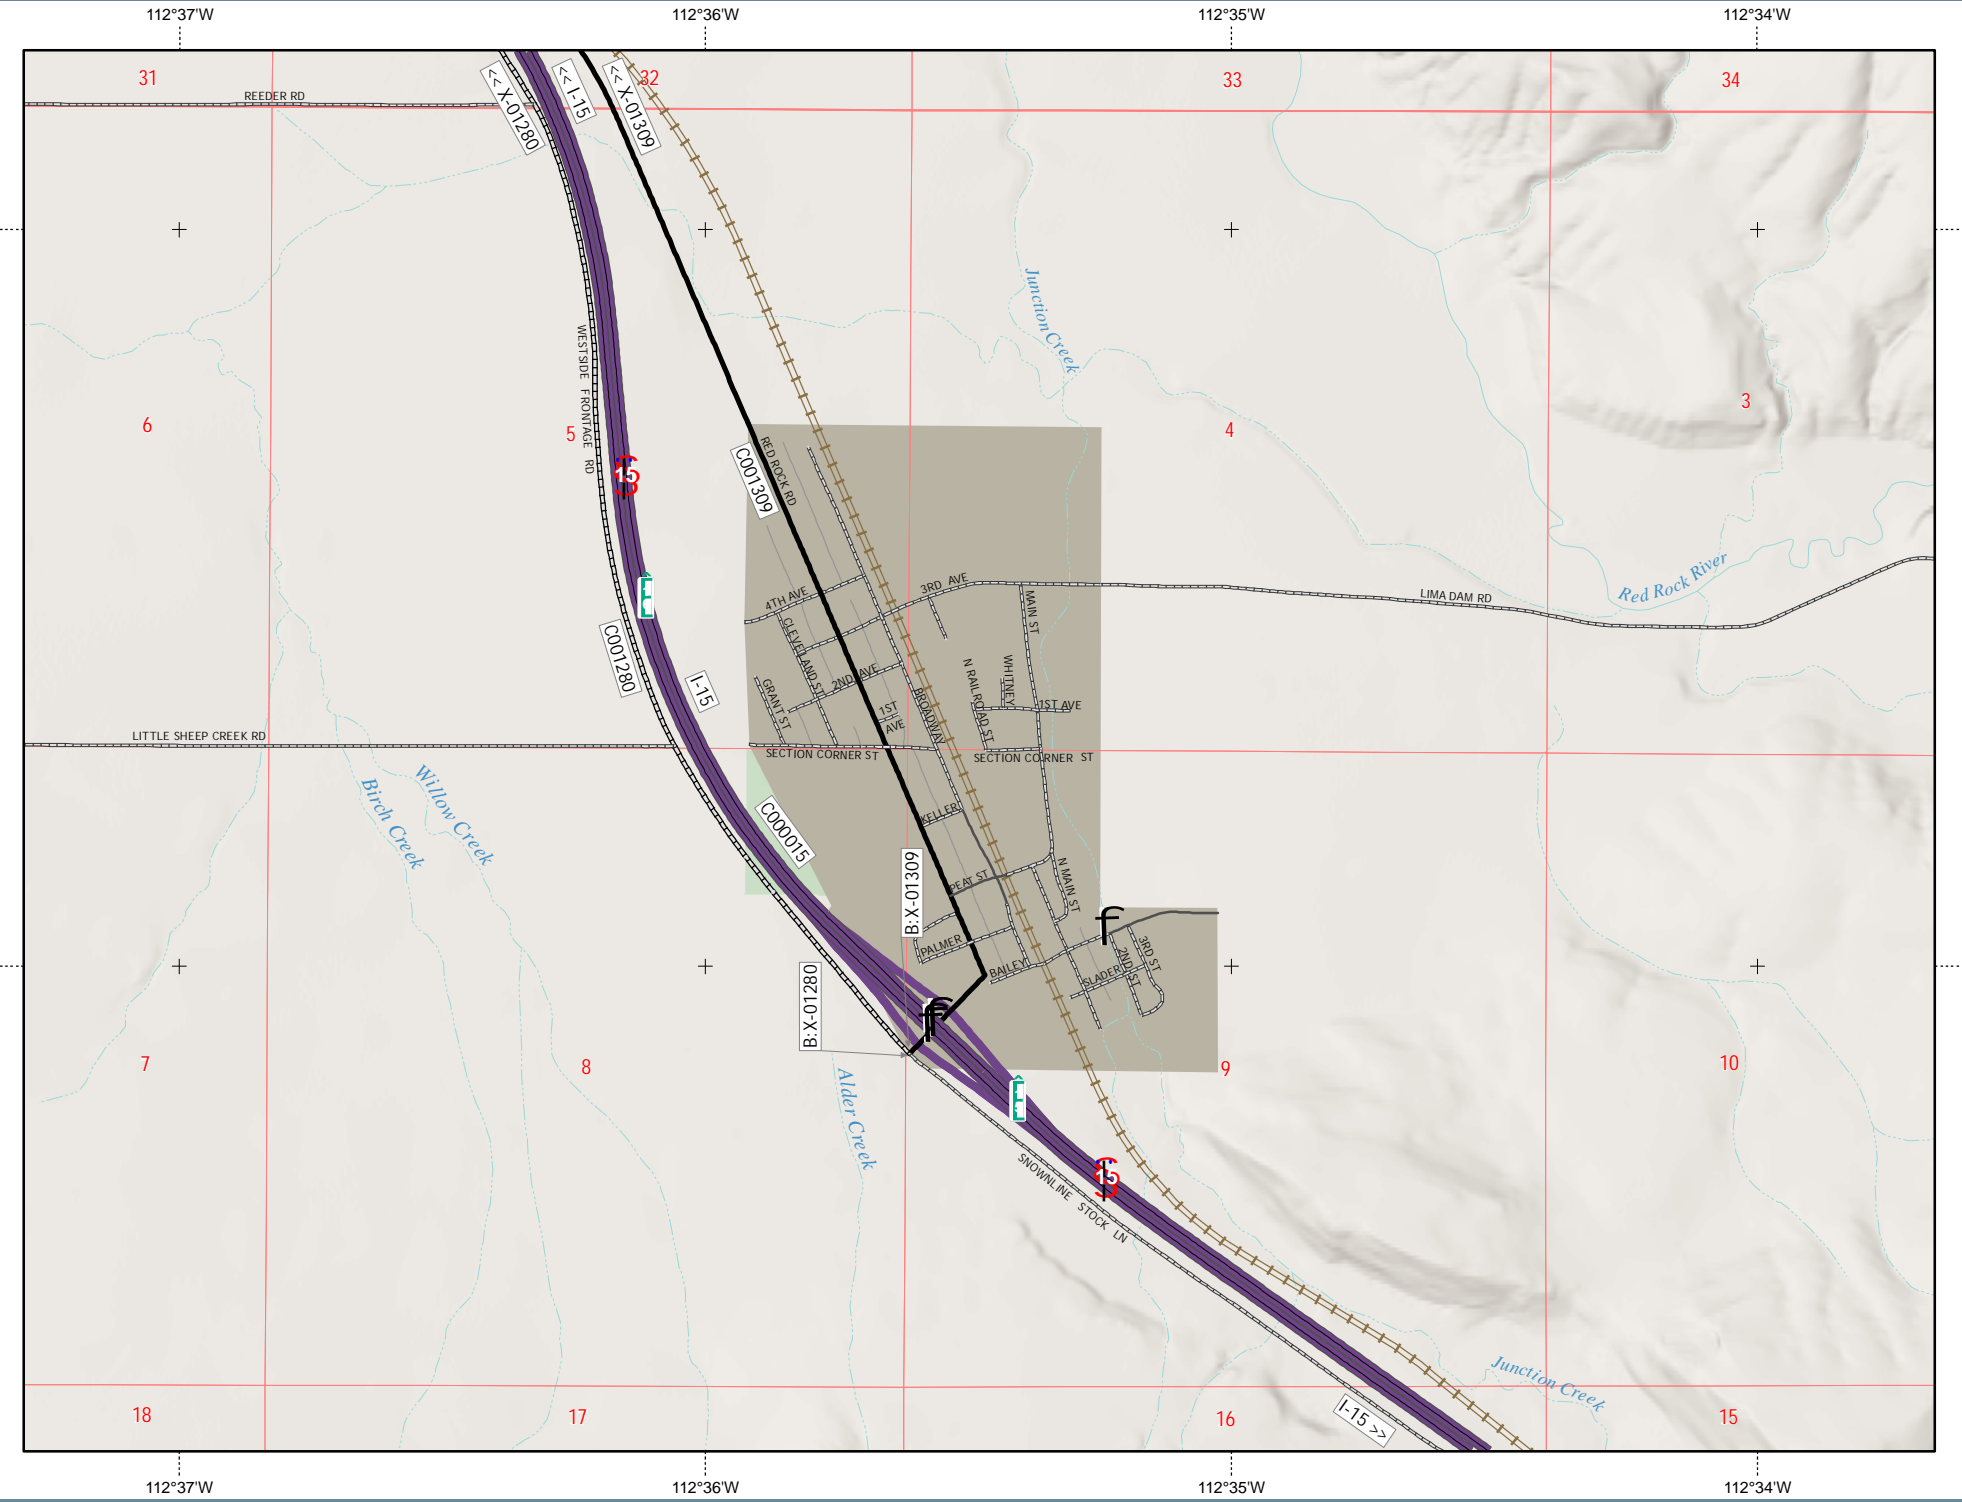 112°37'W
112°36'W
112°35'W
112°34'W
31
32
33
34
REEDER RD
<< X-01280
<< I-15
<< X-01309
Junction Creek
WESTSIDE FRONTAGE RD
6
5
4
3
RED ROCK RD
C001309
15
3RD AVE
4TH AVE
MAIN ST
LIMA DAM RD
Red Rock River
CLEVELAND ST
C001280
I-15
2ND AVE
GRANT ST
1ST AVE
BROADWAY
N RAILROAD ST
WHITNEY
1ST AVE
LITTLE SHEEP CREEK RD
SECTION CORNER ST
SECTION CORNER ST
Birch Creek
Willow Creek
C000015
KELLER
B:X-01309
PEAT ST
N MAIN ST
PALMER
BAILEY
SLADER
2ND ST
3RD ST
f
f
B:X-01280
7
8
9
10
Alder Creek
15
SNOWNLINE STOCK LN
Junction Creek
I-15 >>
18
17
16
15
112°37'W
112°36'W
112°35'W
112°34'W